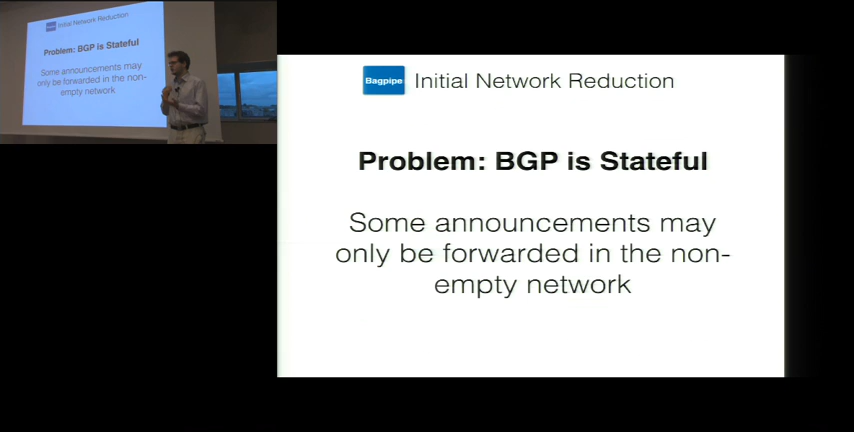 Initial Network Reduction
Problem: BGP is Stateful
Some announcements may
only be forwarded in the non-
empty network
Bagpipe Initial Network Reduction
Problem: BGP is Stateful
Some announcements may
only be forwarded in the non-
empty network